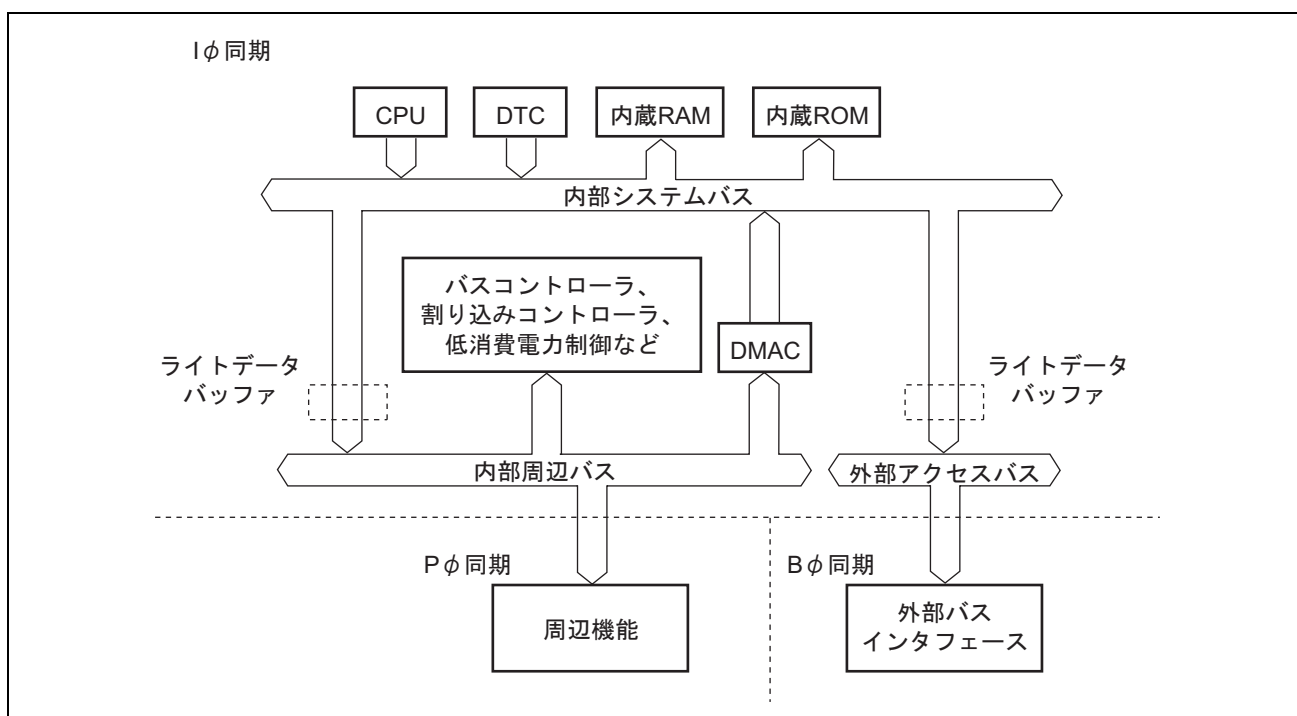 Iφ同期
CPU
DTC
内蔵RAM
内蔵ROM
内部システムバス
バスコントローラ、
割り込みコントローラ、
低消費電力制御など
DMAC
ライトデータ
バッファ
ライトデータ
バッファ
内部周辺バス
外部アクセスバス
Pφ同期
Bφ同期
周辺機能
外部バス
インタフェース